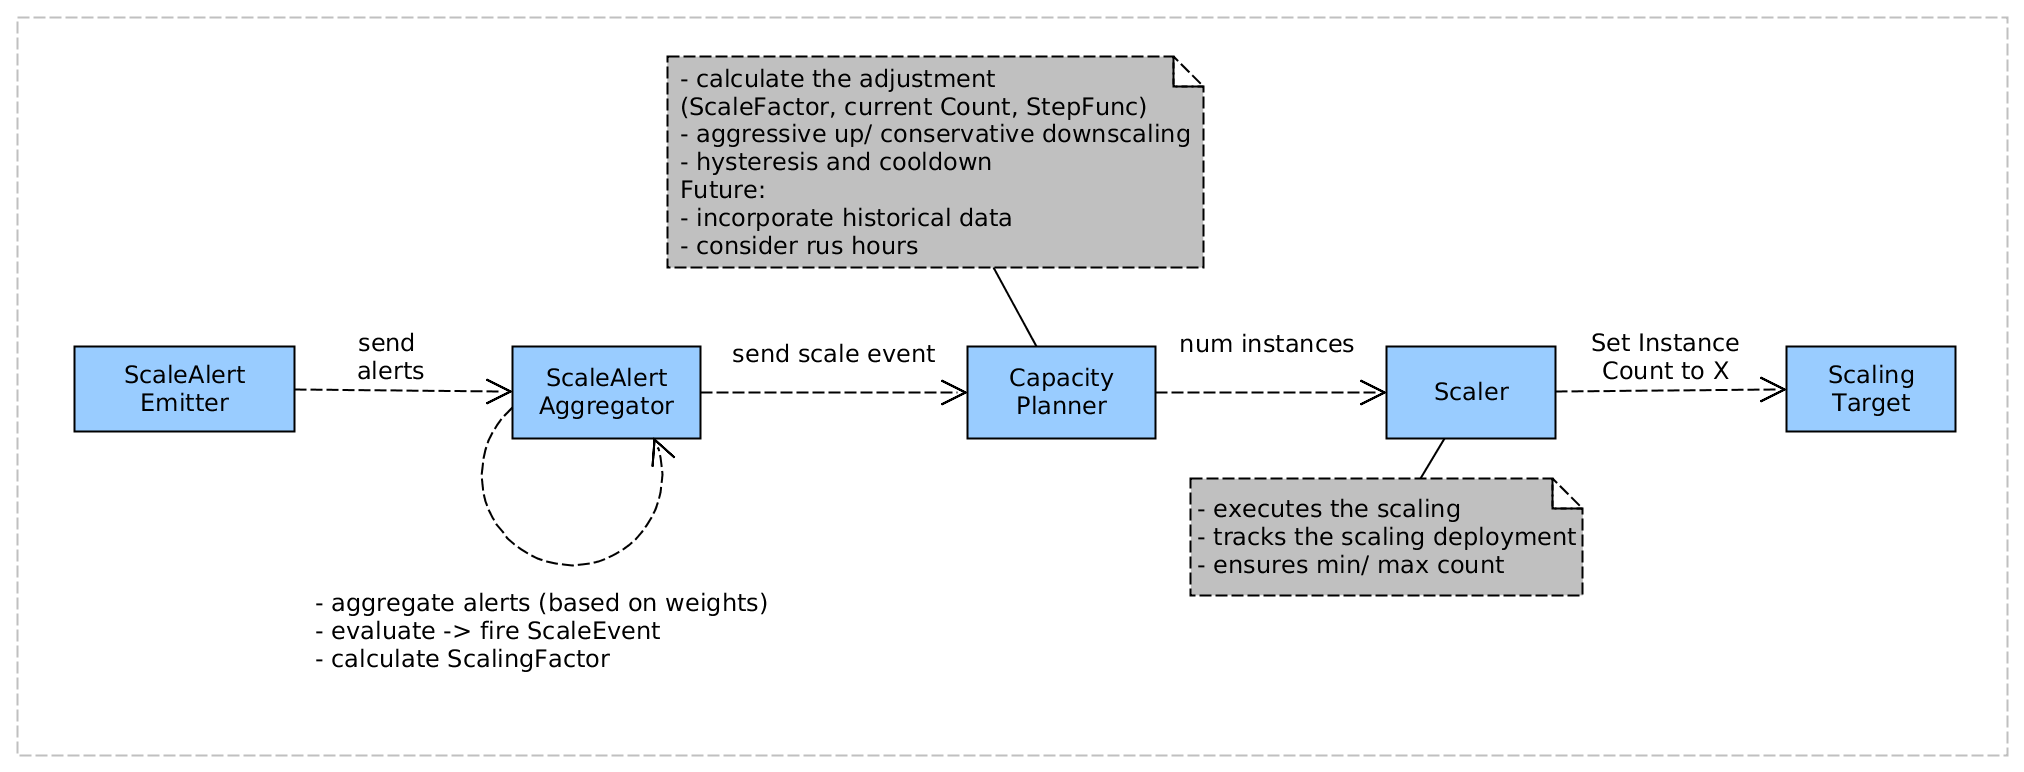 - calculate the adjustment
(ScaleFactor, current Count, StepFunc)
- aggressive up/ conservative downscaling
- hysteresis and cooldown
Future:
- incorporate historical data
- consider rus hours
ScaleAlert
Emitter
send
alerts
ScaleAlert
Aggregator
send scale event
Capacity
Planner
num instances
Scaler
Set Instance
Count to X
Scaling
Target
- executes the scaling
- tracks the scaling deployment
- ensures min/ max count
- aggregate alerts (based on weights)
- evaluate -> fire ScaleEvent
- calculate ScalingFactor